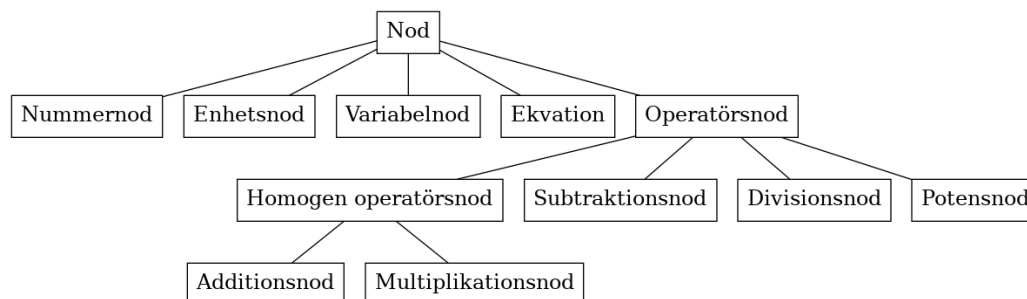 Nod
Nummernod
Enhetsnod
Variabelnod
Ekvation
Operatörsnod
Homogen operatörsnod
Subtraktionsnod
Divisionsnod
Potensnod
Additionsnod
Multiplikationsnod